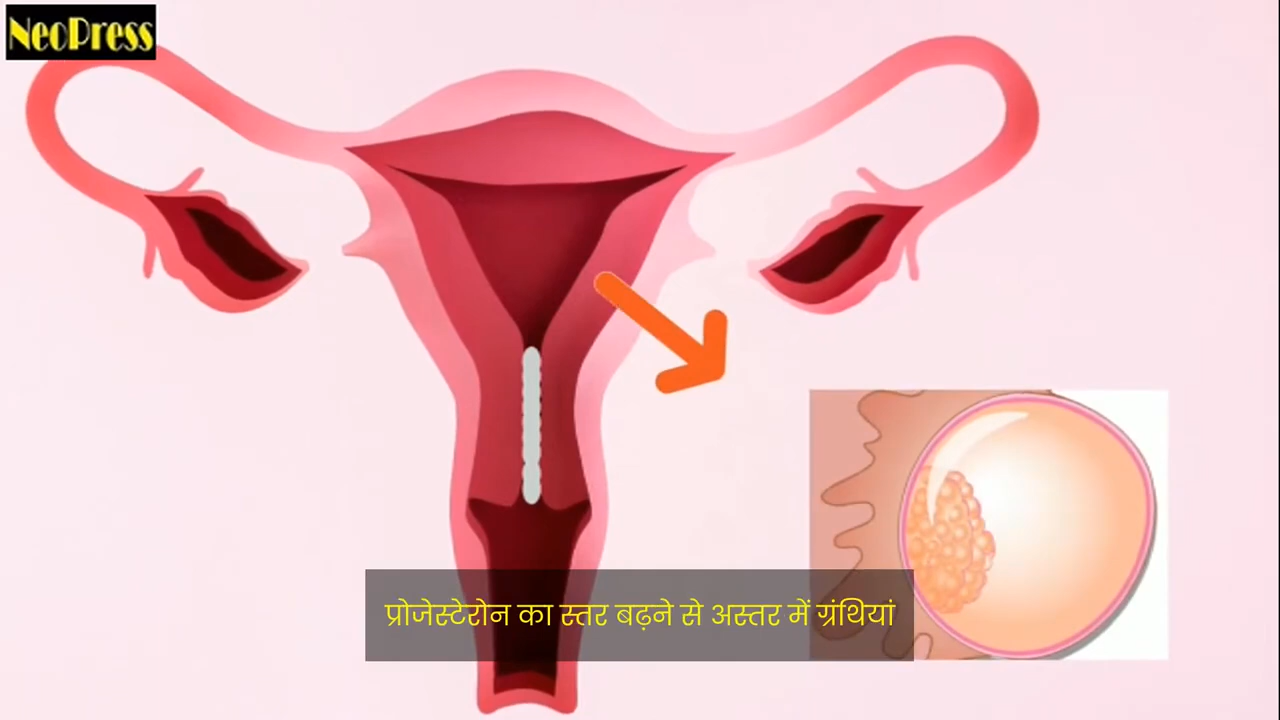 NeoPress
प्रोजेस्टेरोन का स्तर बढ़ने से अस्तर में ग्रंथियां